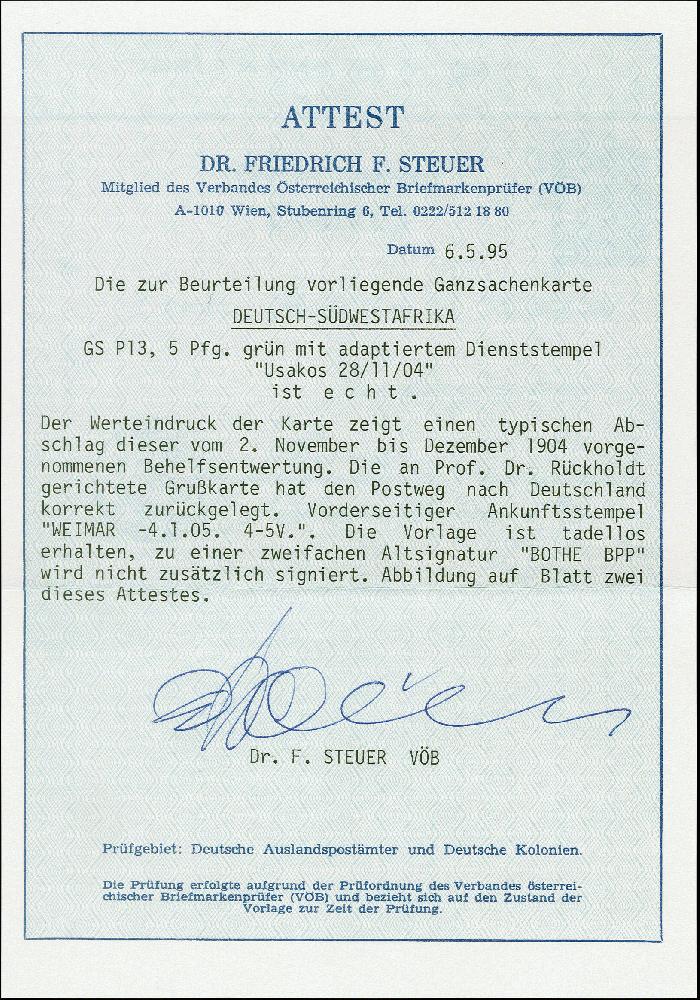 ATTEST
DR. FRIEDRICH F. STEUER
Mitglied des Verbandes Österreichischer Briefmarkenprüfer (VÖB)
A-1010 Wien, Stubenring 6, Tel. 0222/512 18 80
Datum 6.5.95
Die zur Beurteilung vorliegende Ganzsachenkarte
DEUTSCH-SÜDWESTAFRIKA
GS P13, 5 Pfg. grün mit adaptiertem Dienststempel
"Usakos 28/11/04"
ist e c h t .
Der Werteindruck der Karte zeigt einen typischen Ab-
schlag dieser vom 2. November bis Dezember 1904 vorge-
nommenen Behelfsentwertung. Die an Prof. Dr. Rückholdt
gerichtete Grußkarte hat den Postweg nach Deutschland
korrekt zurückgelegt. Vorderseitiger Ankunftsstempel
"WEIMAR -4.1.05. 4-5V.". Die Vorlage ist tadellos
erhalten, zu einer zweifachen Altsignatur "BOTHE BPP"
wird nicht zusätzlich signiert. Abbildung auf Blatt zwei
dieses Attestes.
Dr. F. STEUER VÖB
Prüfgebiet: Deutsche Auslandspostämter und Deutsche Kolonien.
Die Prüfung erfolgte aufgrund der Prüfordnung des Verbandes österrei-
chischer Briefmarkenprüfer (VÖB) und bezieht sich auf den Zustand der
Vorlage zur Zeit der Prüfung.